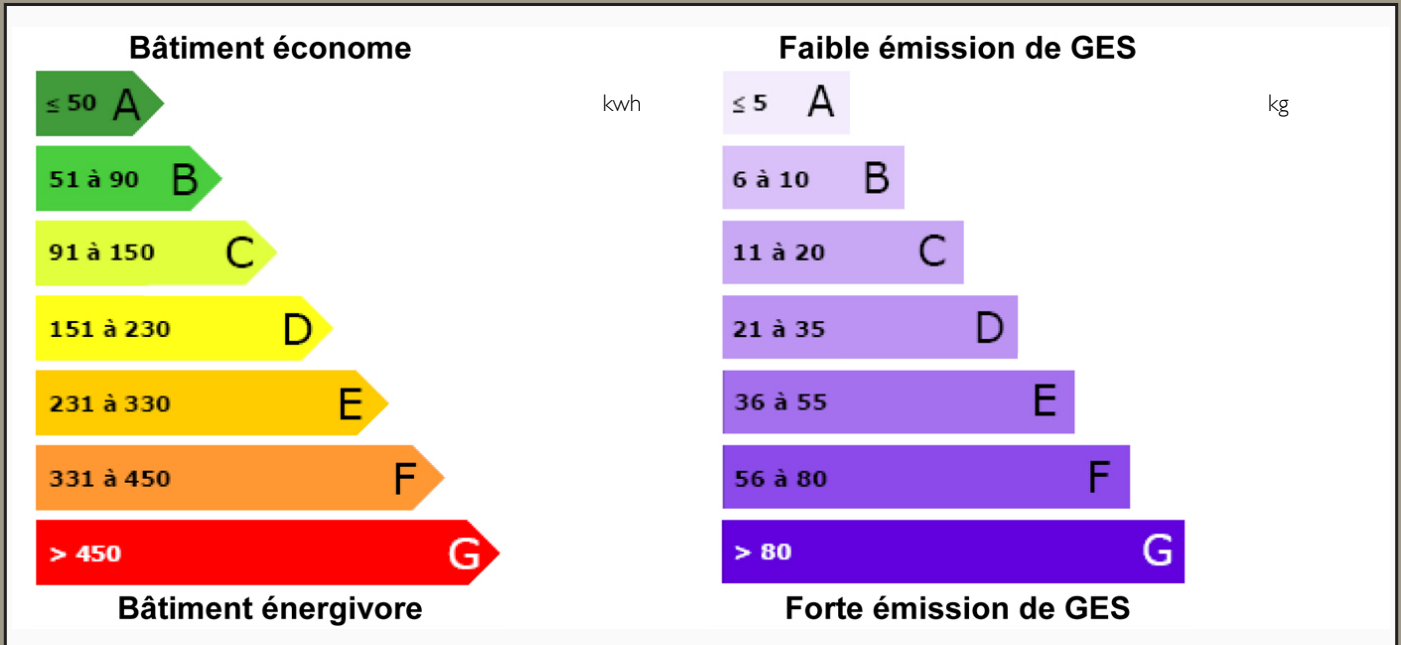 Bâtiment économe
≤ 50 A
kwh
51 à 90 B
91 à 150 C
151 à 230 D
231 à 330 E
331 à 450 F
> 450 G
Bâtiment énergivore
Faible émission de GES
≤ 5 A
kg
6 à 10 B
11 à 20 C
21 à 35 D
36 à 55 E
56 à 80 F
> 80 G
Forte émission de GES